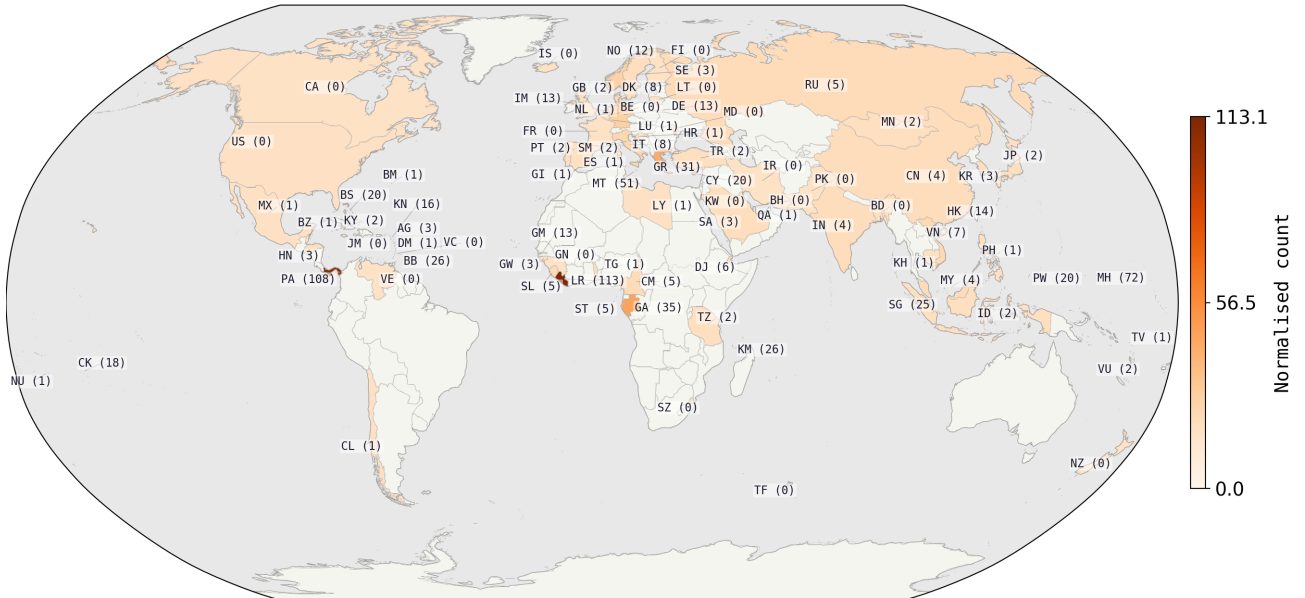 IS (0)
NO (12)
FI (0)
SE (3)
CA (0)
GB (2)
DK (8)
LT (0)
RU (5)
IM (13)
NL (1)
BE (0)
DE (13)
MD (0)
113.1
MN (2)
FR (0)
LU (1)
HR (1)
US (0)
PT (2)
SM (2)
IT (8)
TR (2)
JP (2)
ES (1)
GR (31)
IR (0)
BM (1)
GI (1)
MT (51)
CY (20)
PK (0)
CN (4)
KR (3)
BS (20)
KN (16)
MX (1)
LY (1)
KW (0)
BH (0)
BD (0)
HK (14)
BZ (1)
KY (2)
AG (3)
SA (3)
QA (1)
IN (4)
VN (7)
GM (13)
JM (0)
DM (1)
VC (0)
PH (1)
HN (3)
BB (26)
GW (3)
GN (0)
TG (1)
DJ (6)
KH (1)
PA (108)
VE (0)
SL (5)
LR (113)
CM (5)
MY (4)
PW (20)
MH (72)
ST (5)
GA (35)
TZ (2)
SG (25)
ID (2)
56.5
Normalised count
TV (1)
KM (26)
CK (18)
VU (2)
NU (1)
SZ (0)
CL (1)
NZ (0)
TF (0)
0.0